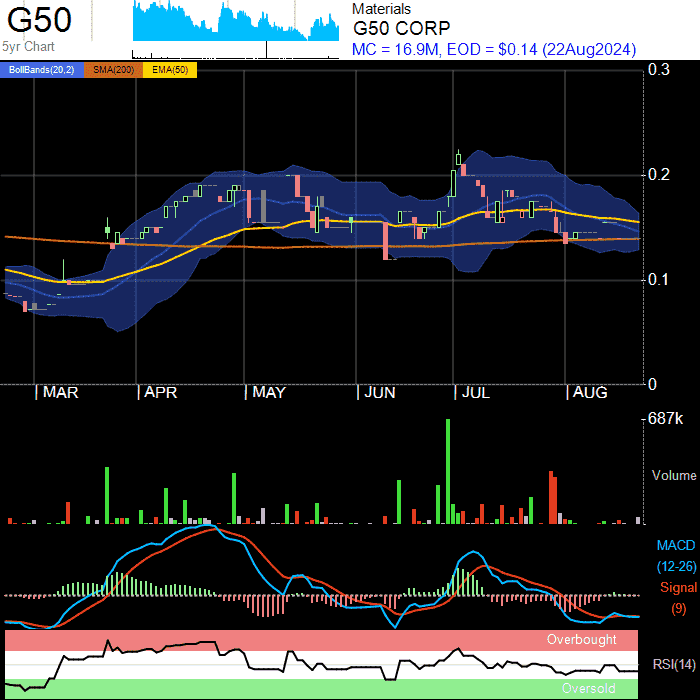 G50
5yr Chart
Materials
G50 CORP
MC = 16.9M, EOD = $0.14 (22Aug2024)
BollBands(20,2) SMA(200) EMA(50)
0.3
0.2
0.1
0
MAR APR MAY JUN JUL AUG
687k
Volume
MACD
(12-26)
Signal
(9)
Overbought
RSI(14)
Oversold